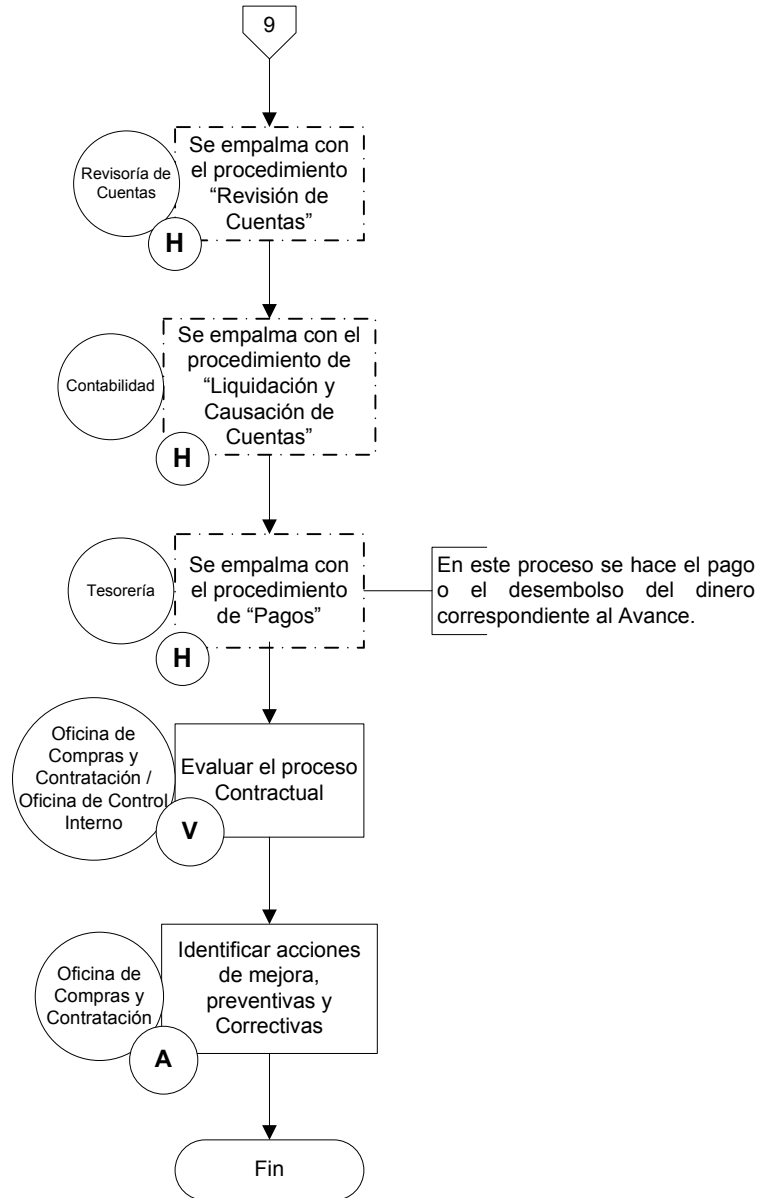 9
Revisoría de
Cuentas
Se empalma con
el procedimiento
“Revisión de
Cuentas”
H
Contabilidad
Se empalma con el
procedimiento de
“Liquidación y
Causación de
Cuentas”
H
Tesorería
Se empalma con
el procedimiento
de “Pagos”
H
En este proceso se hace el pago
o el desembolso del dinero
correspondiente al Avance.
Oficina de
Compras y
Contratación /
Oficina de Control
Interno
Evaluar el proceso
Contractual
V
Oficina de
Compras y
Contratación
Identificar acciones
de mejora,
preventivas y
Correctivas
A
Fin